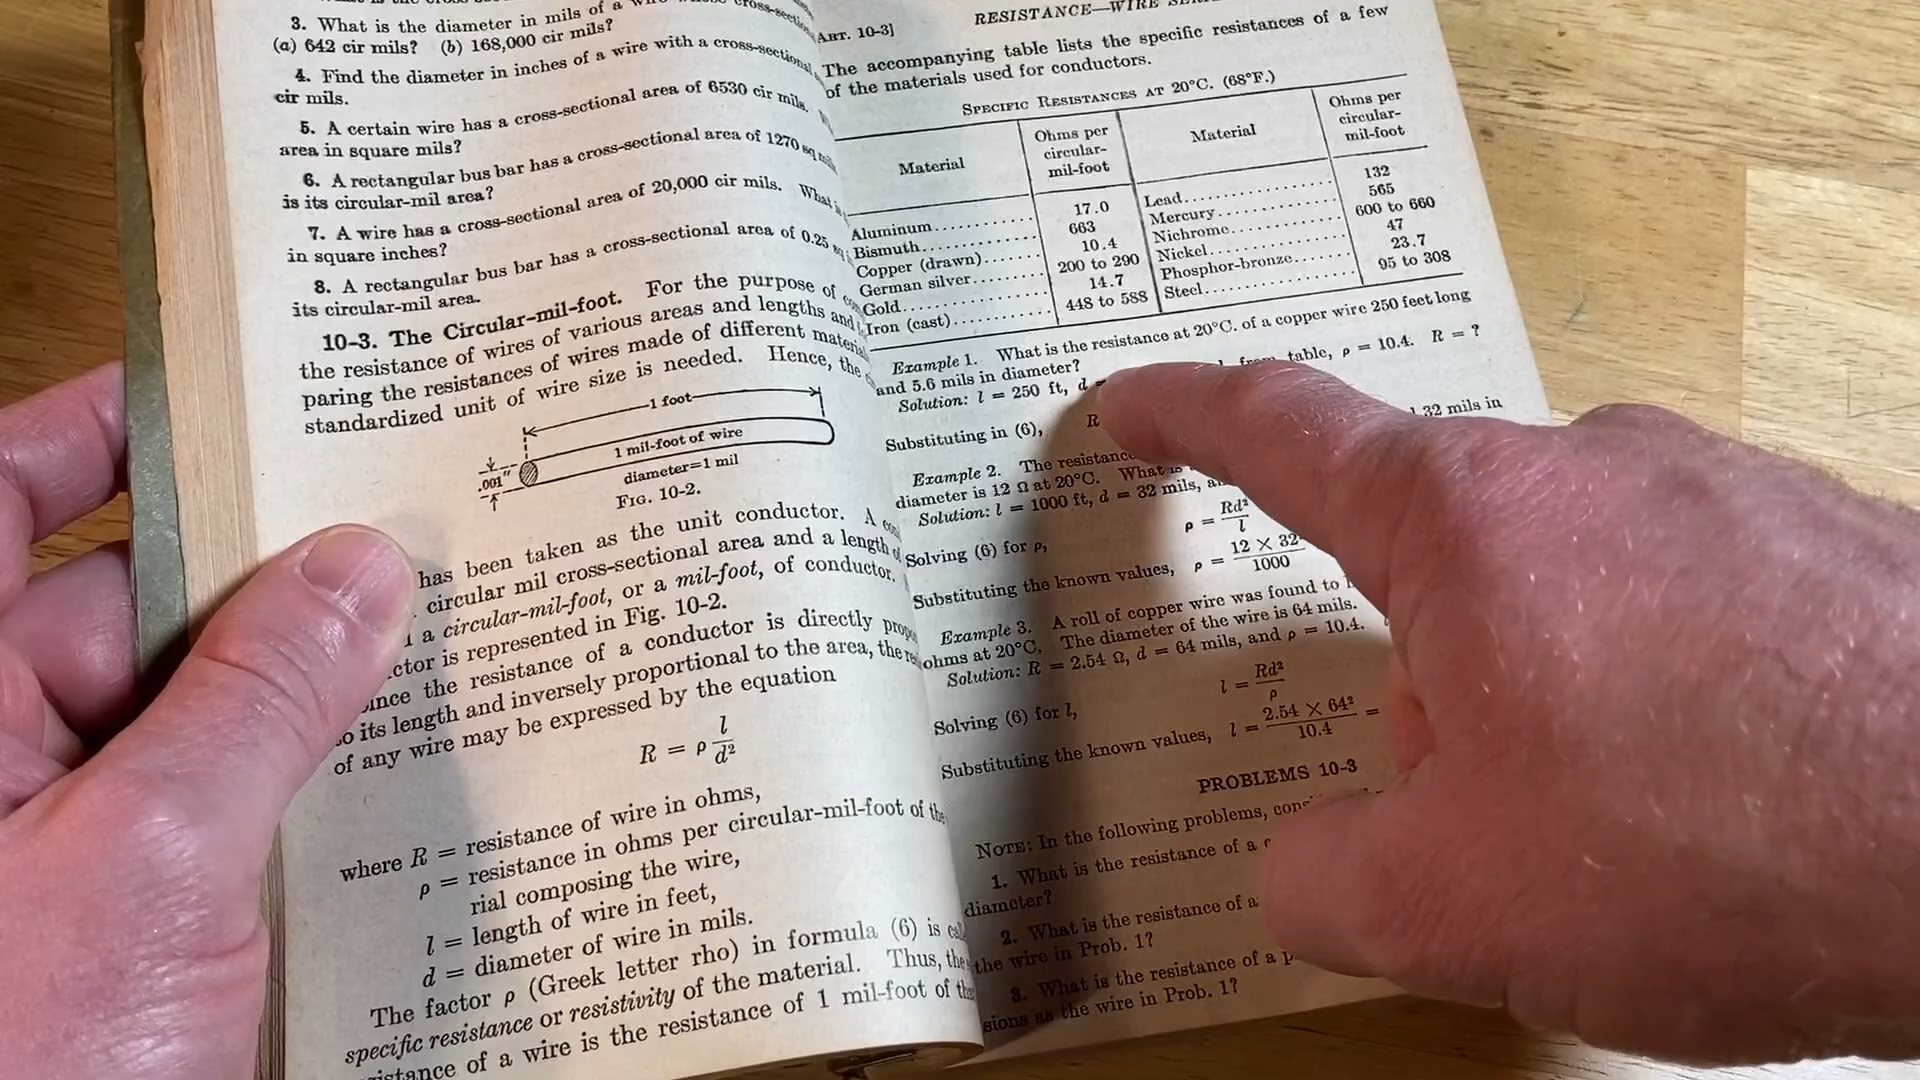 3. What is the diameter in mils of a wire whose cross-section
(a) 642 cir mils? (b) 168,000 cir mils?
4. Find the diameter in inches of a wire with a cross-sectional
cir mils.
5. A certain wire has a cross-sectional area of 6530 cir mils.
area in square mils?
6. A rectangular bus bar has a cross-sectional area of 1270 sq mils
is its circular-mil area?
7. A wire has a cross-sectional area of 20,000 cir mils. What is
in square inches?
8. A rectangular bus bar has a cross-sectional area of 0.25
its circular-mil area.
10-3. The Circular-mil-foot. For the purpose of
the resistance of wires of various areas and lengths and
paring the resistances of wires made of different
standardized unit of wire size is needed. Hence, the
1 foot
1 mil-foot of wire
.001"
diameter=1 mil
FIG. 10-2.
has been taken as the unit conductor. A
circular mil cross-sectional area and a length
a circular-mil-foot, or a mil-foot, of conductor.
is represented in Fig. 10-2.
the resistance of a conductor is directly
to its length and inversely proportional to the area, the
of any wire may be expressed by the equation
R = ρ l/d²
where R = resistance of wire in ohms,
ρ = resistance in ohms per circular-mil-foot of the
rial composing the wire,
l = length of wire in feet,
d = diameter of wire in mils.
The factor ρ (Greek letter rho) in formula (6) is
specific resistance or resistivity of the material. Thus, the
of a wire is the resistance of 1 mil-foot of
ART. 10-3] RESISTANCE—WIRE
The accompanying table lists the specific resistances of a few
of the materials used for conductors.
SPECIFIC RESISTANCES AT 20°C. (68°F.)
Material Ohms per circular-mil-foot Material Ohms per circular-mil-foot
Aluminum 17.0 Lead 132
Bismuth 663 Mercury 565
Copper (drawn) 10.4 Nichrome 600 to 660
German silver 200 to 290 Nickel 47
Gold 14.7 Phosphor-bronze 23.7
Iron (cast) 448 to 588 Steel 95 to 308
Example 1. What is the resistance at 20°C. of a copper wire 250 feet long
and 5.6 mils in diameter?
Solution: l = 250 ft, d = from table, ρ = 10.4. R = ?
Substituting in (6), R
Example 2. The resistance 32 mils in
diameter is 12 Ω at 20°C. What is
Solution: l = 1000 ft, d = 32 mils,
Solving (6) for ρ, ρ = Rd²/l
Substituting the known values, ρ = 12 × 32/1000
Example 3. A roll of copper wire was found to
ohms at 20°C. The diameter of the wire is 64 mils.
Solution: R = 2.54 Ω, d = 64 mils, and ρ = 10.4.
Solving (6) for l, l = Rd²/ρ
Substituting the known values, l = 2.54 × 64²/10.4 =
PROBLEMS 10-3
NOTE: In the following problems,
1. What is the resistance of a
diameter?
2. What is the resistance of a
the wire in Prob. 1?
3. What is the resistance of a
sions as the wire in Prob. 1?